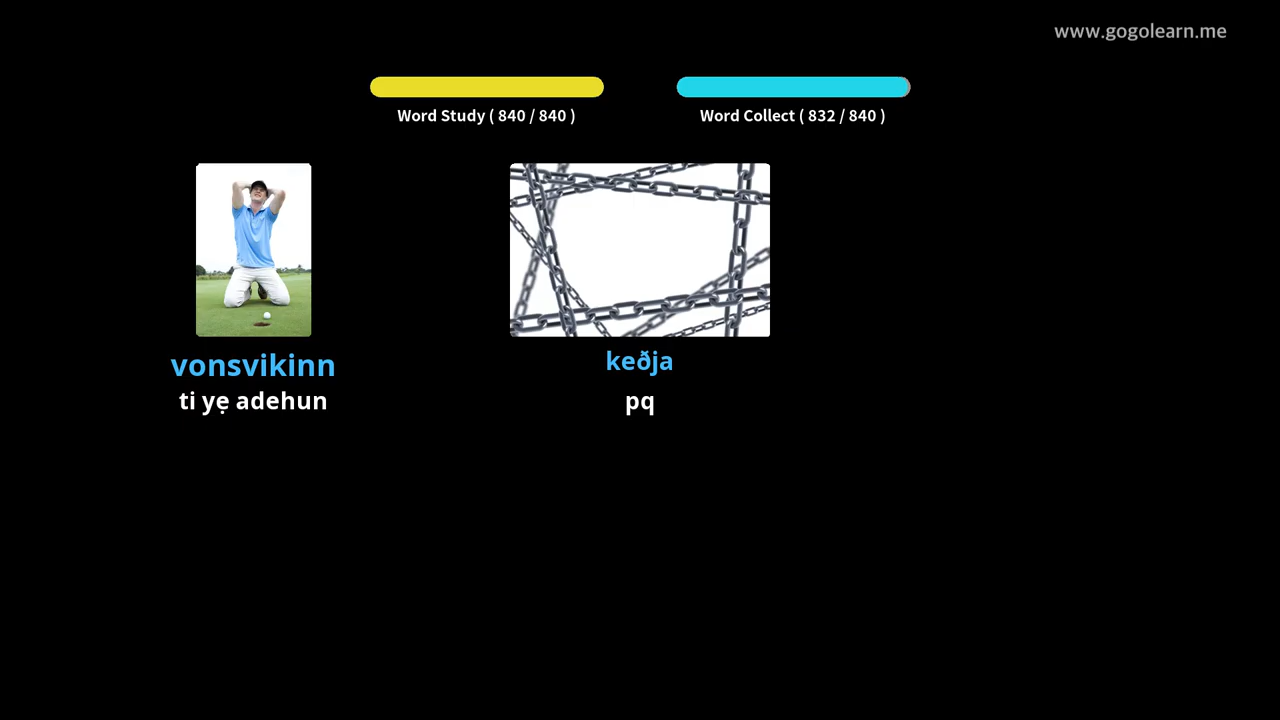 www.gogolearn.me
Word Study ( 840 / 840 )
Word Collect ( 832 / 840 )
vonsvikinn
keðja
ti yẹ adehun
pq